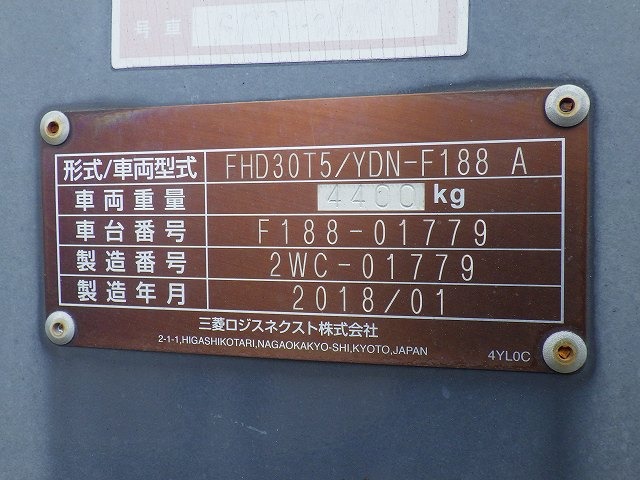 号車
形式/車両型式 FHD30T5/YDN-F188 A
車両重量 4400 kg
車台番号 F188-01779
製造番号 2WC-01779
製造年月 2018/01
三菱ロジスネクスト株式会社
2-1-1,HIGASHIKOTARI,NAGAOKAKYO-SHI,KYOTO,JAPAN
4YL0C